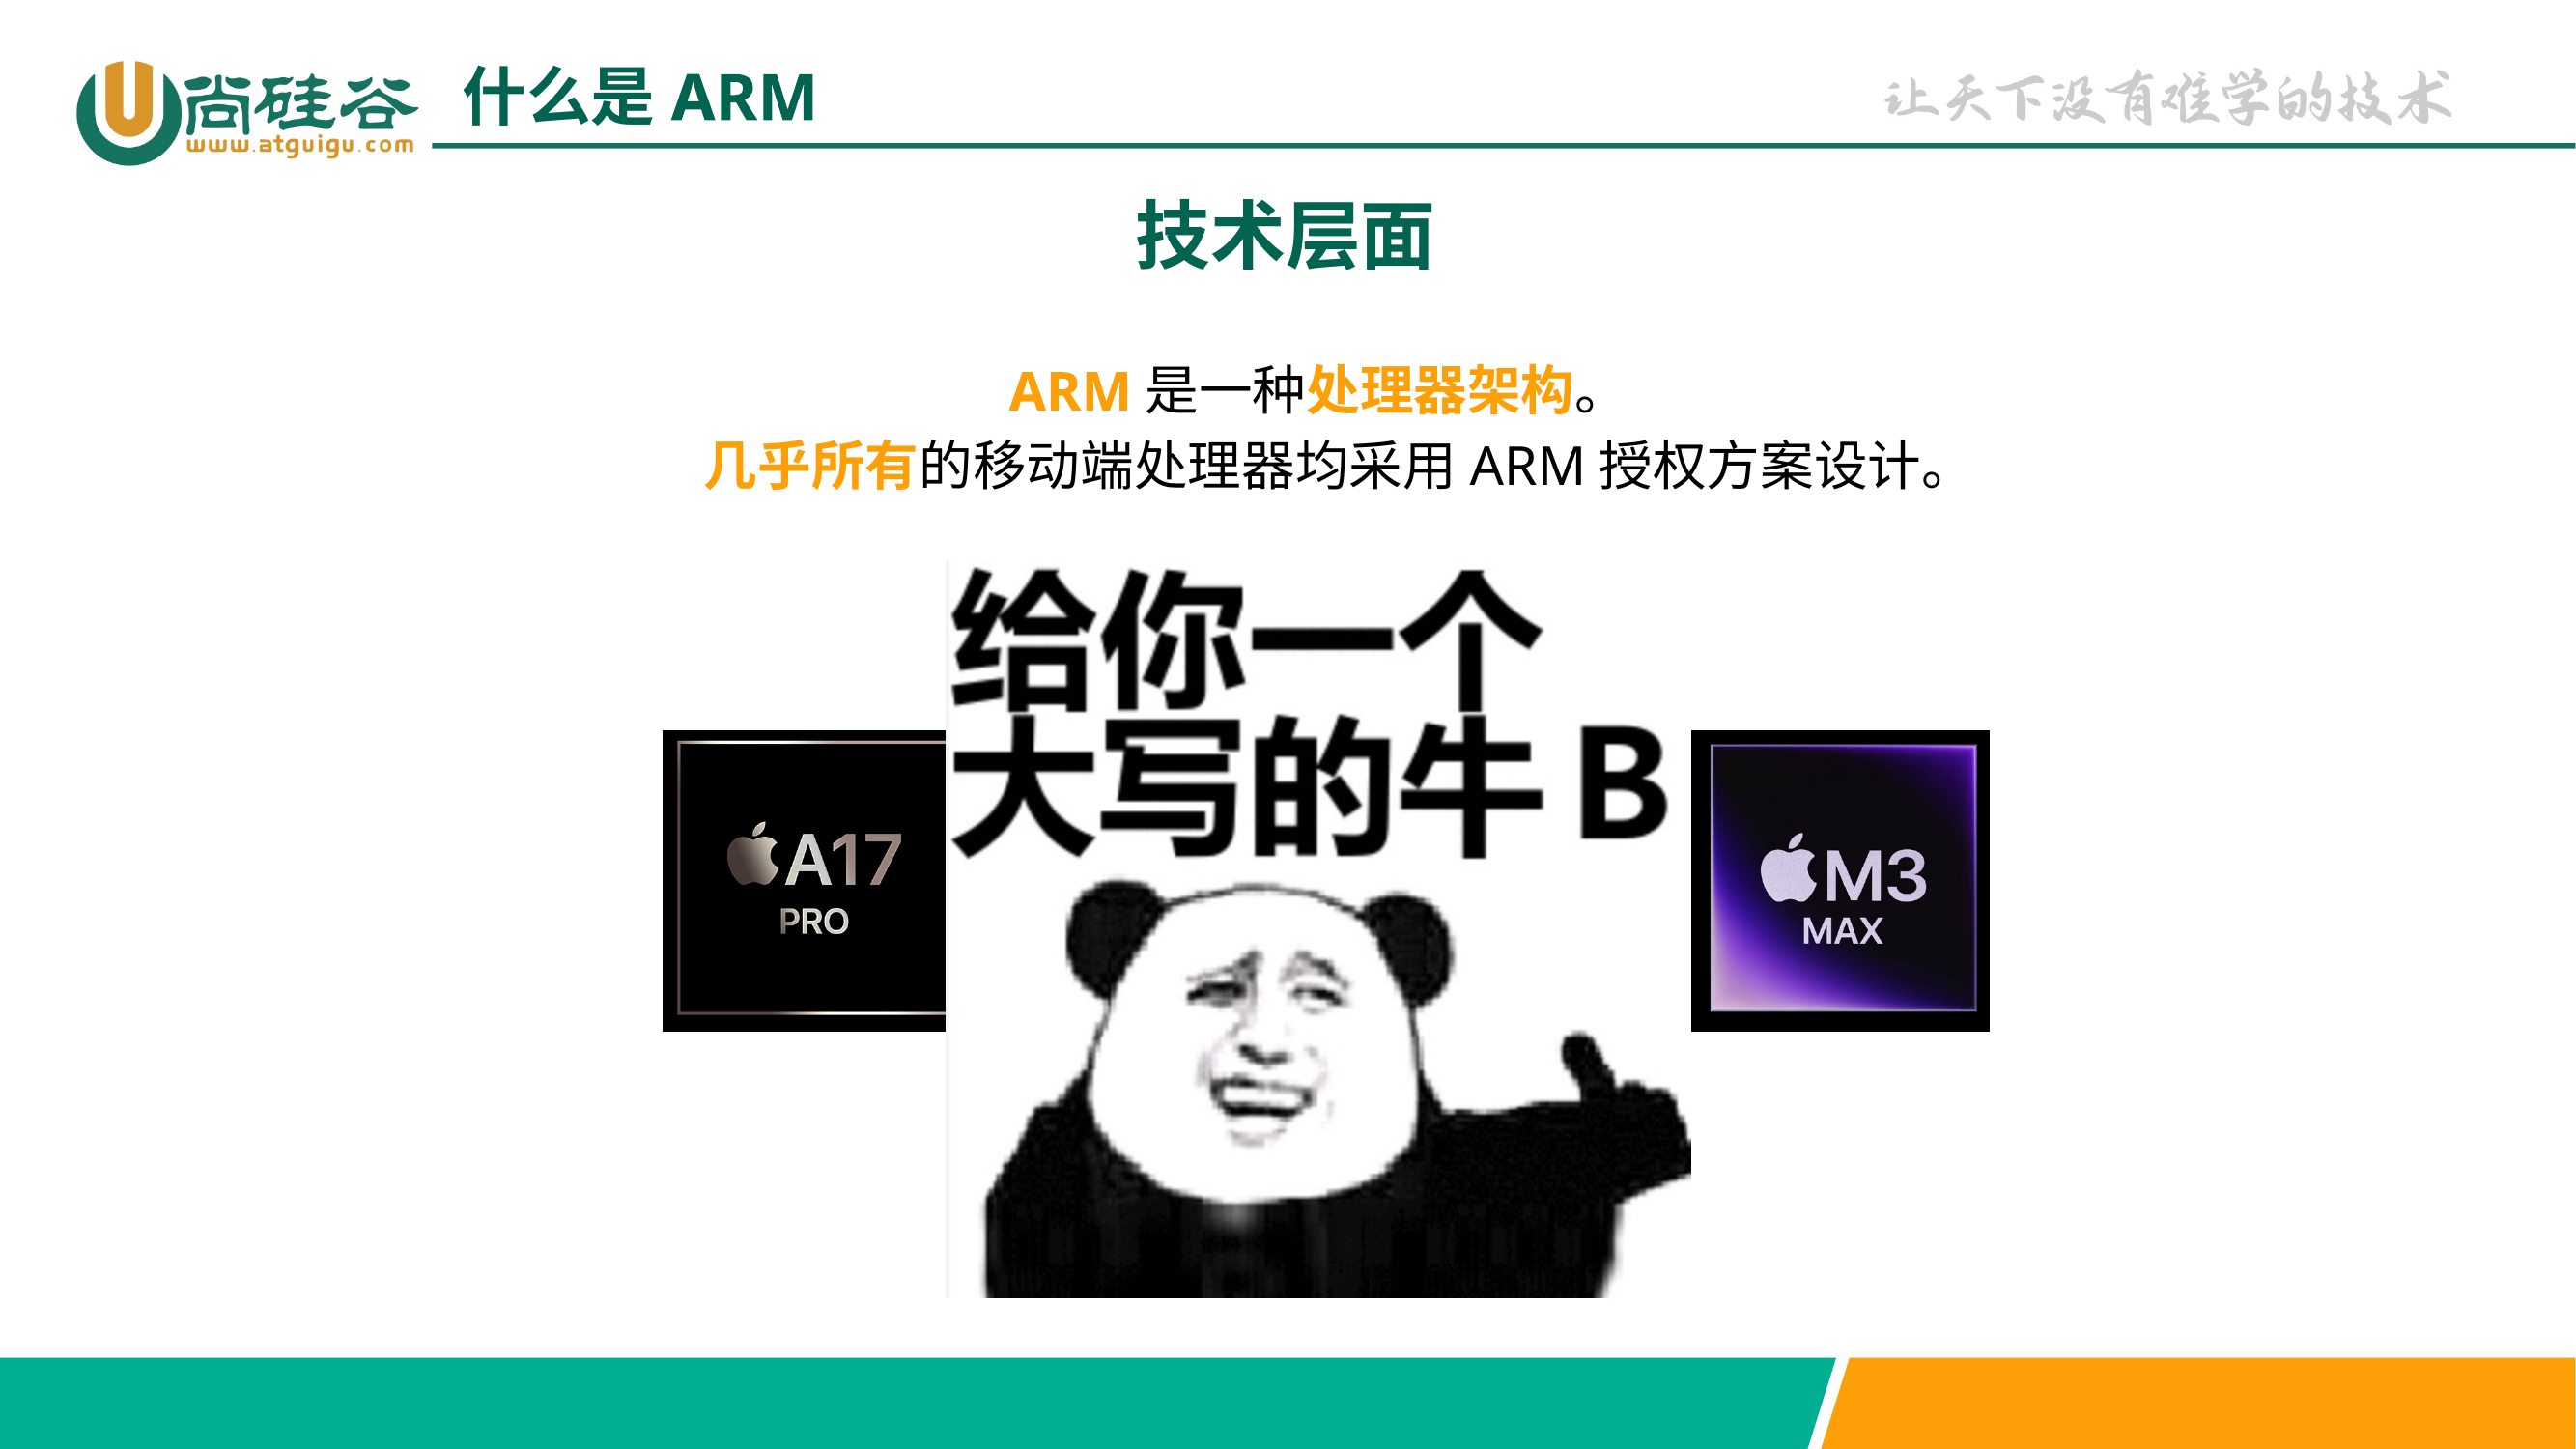 尚硅谷
www.atguigu.com
什么是 ARM
让天下没有难学的技术
技术层面
ARM 是一种处理器架构。
几乎所有的移动端处理器均采用 ARM 授权方案设计。
给你一个
大写的牛 B
A17
PRO
M3
MAX